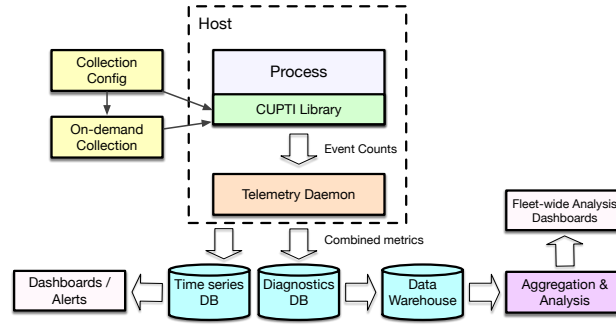 Host
Collection
Config
Process
CUPTI Library
On-demand
Collection
Event Counts
Telemetry Daemon
Fleet-wide Analysis
Dashboards
Combined metrics
Dashboards /
Alerts
Time series
DB
Diagnostics
DB
Data
Warehouse
Aggregation &
Analysis